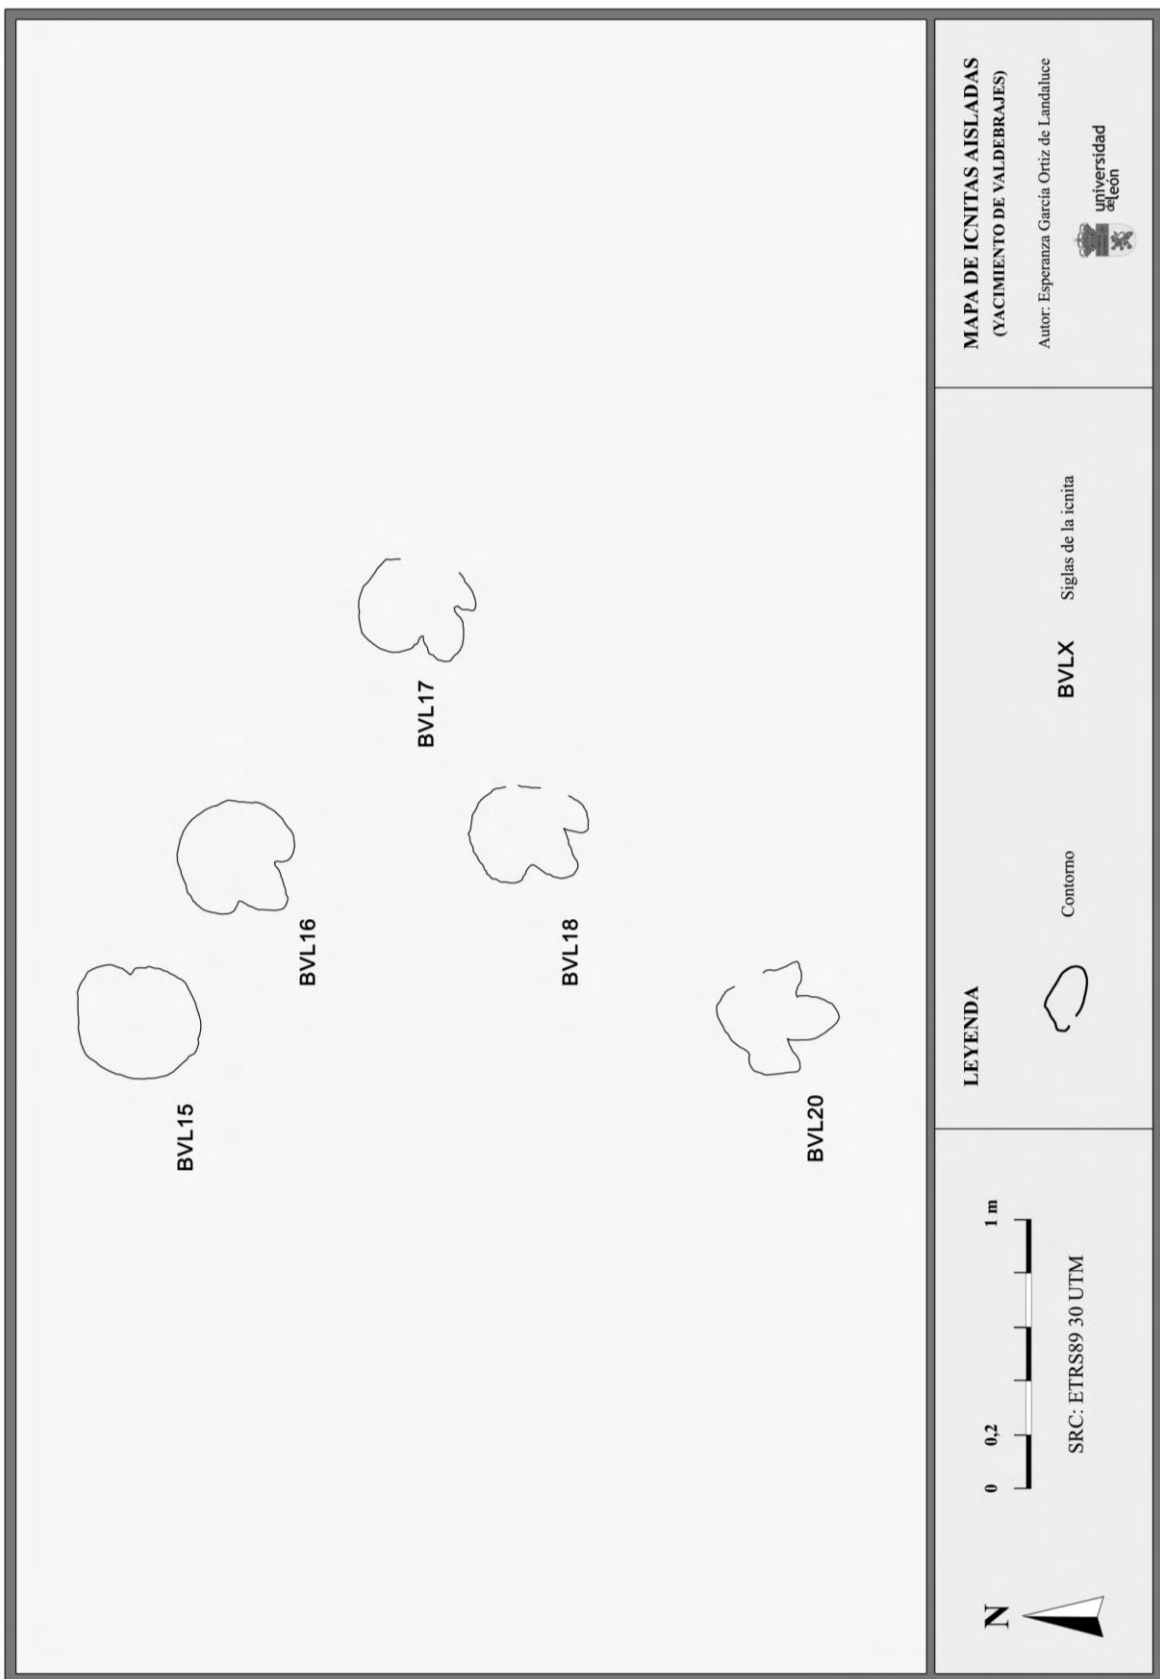 BVL15
BVL16
BVL17
BVL18
BVL20
N
0 0,2 1 m
SRC: ETRS89 30 UTM
LEYENDA
Contorno
BVLX Siglas de la icnita
MAPA DE ICNITAS AISLADAS
(YACIMIENTO DE VALDEBRAJES)
Autor: Esperanza García Ortiz de Landaluce
universidad
de león